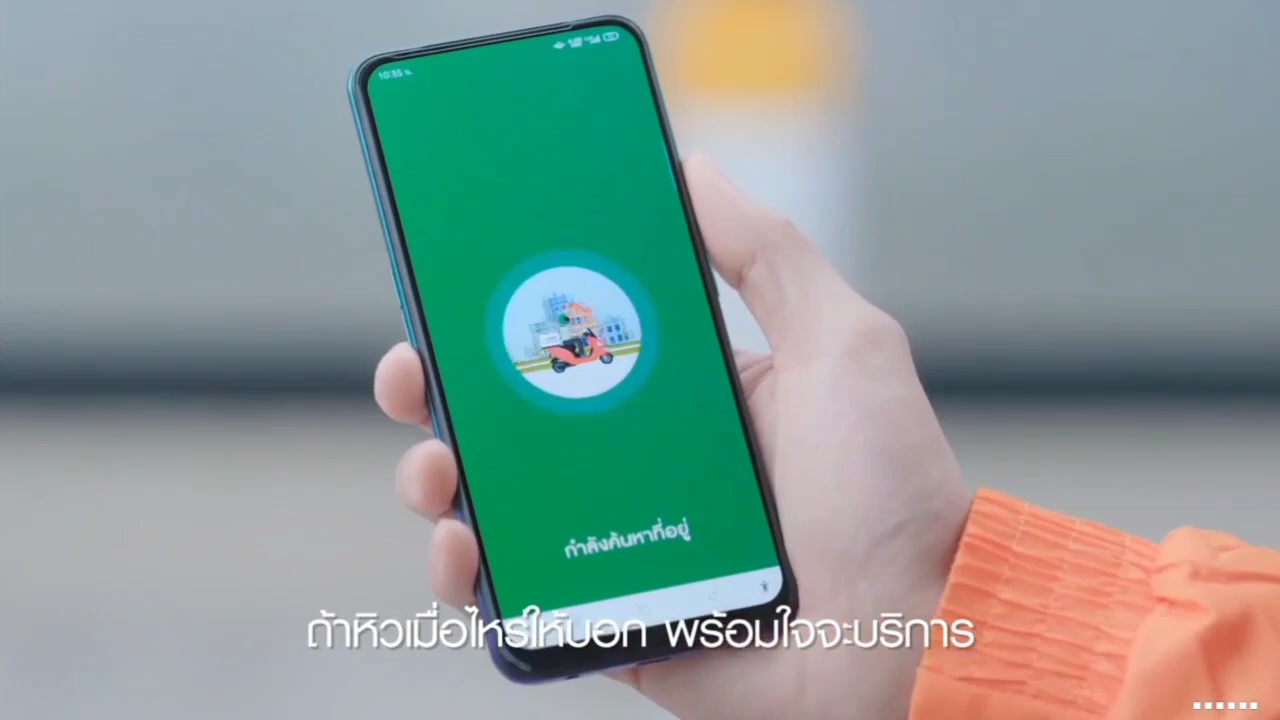 10:35 น.
กำลังค้นหาที่อยู่
ถ้าหิวเมื่อไหร่ให้บอก พร้อมใจจะบริการ